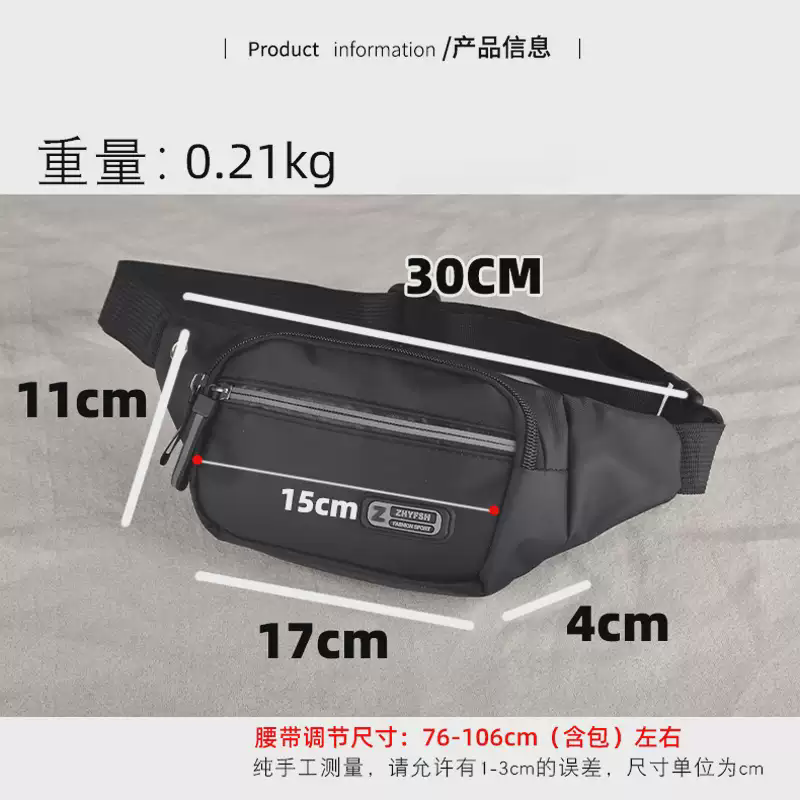 Product information /产品信息
重量: 0.21kg
30CM
11cm
15cm
Z ZHYFSH
FASHION SPORT
17cm
4cm
腰带调节尺寸：76-106cm（含包）左右
纯手工测量，请允许有1-3cm的误差，尺寸单位为cm